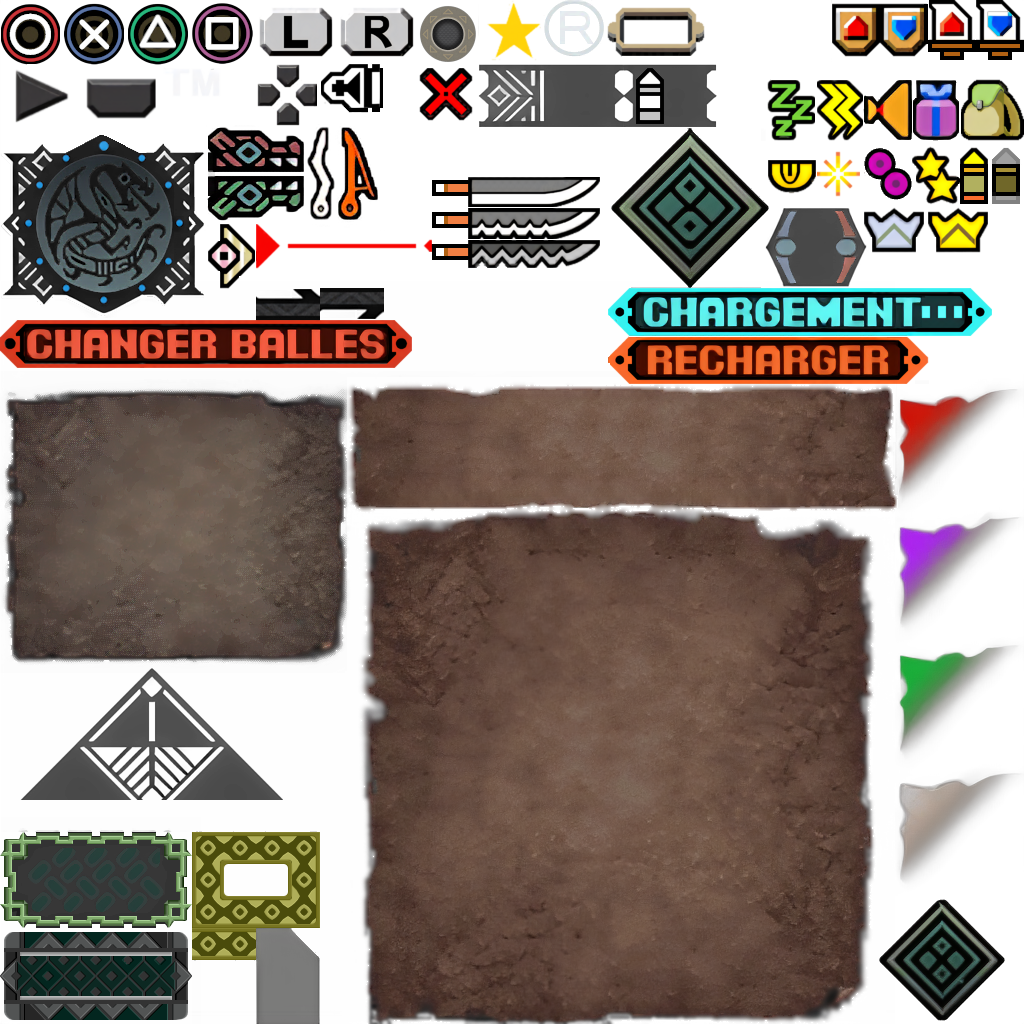 L R ®
TM
CHARGEMENT...
CHANGER BALLES
RECHARGER